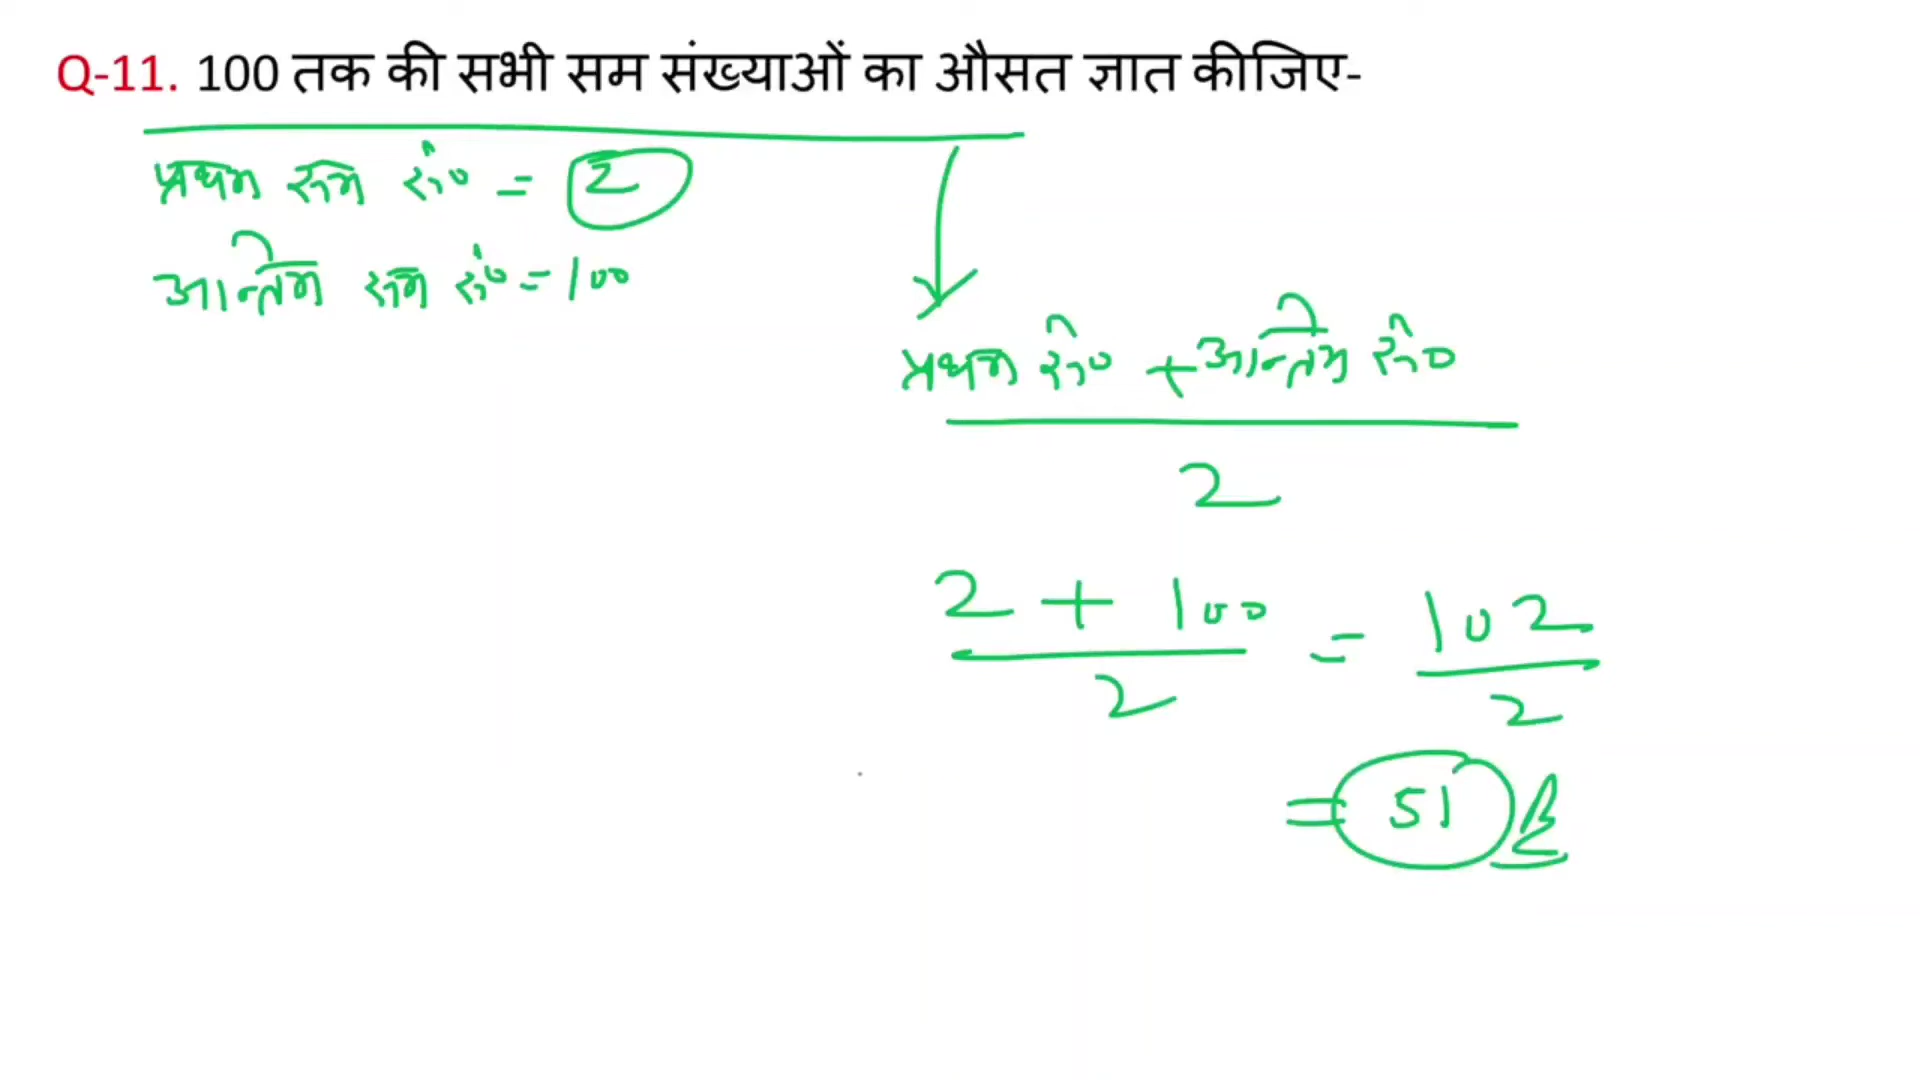 Q-11. 100 तक की सभी सम संख्याओं का औसत ज्ञात कीजिए-
प्रथम सम सं० = 2
अन्तिम सम सं० = 100
प्रथम सं० + अन्तिम सं०
2
2 + 100 = 102
2 2
= 51